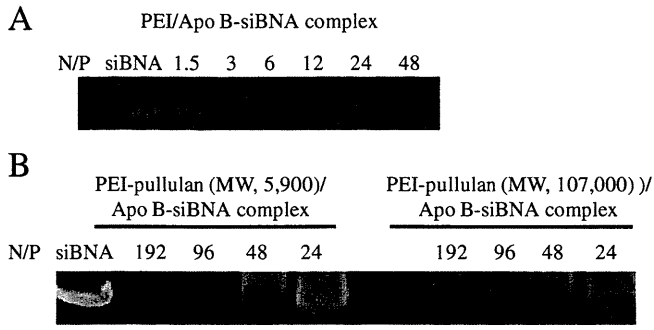 A
PEI/Apo B-siBNA complex
N/P siBNA 1.5 3 6 12 24 48
B
PEI-pullulan (MW, 5,900)/ PEI-pullulan (MW, 107,000) )/
Apo B-siBNA complex Apo B-siBNA complex
N/P siBNA 192 96 48 24 192 96 48 24